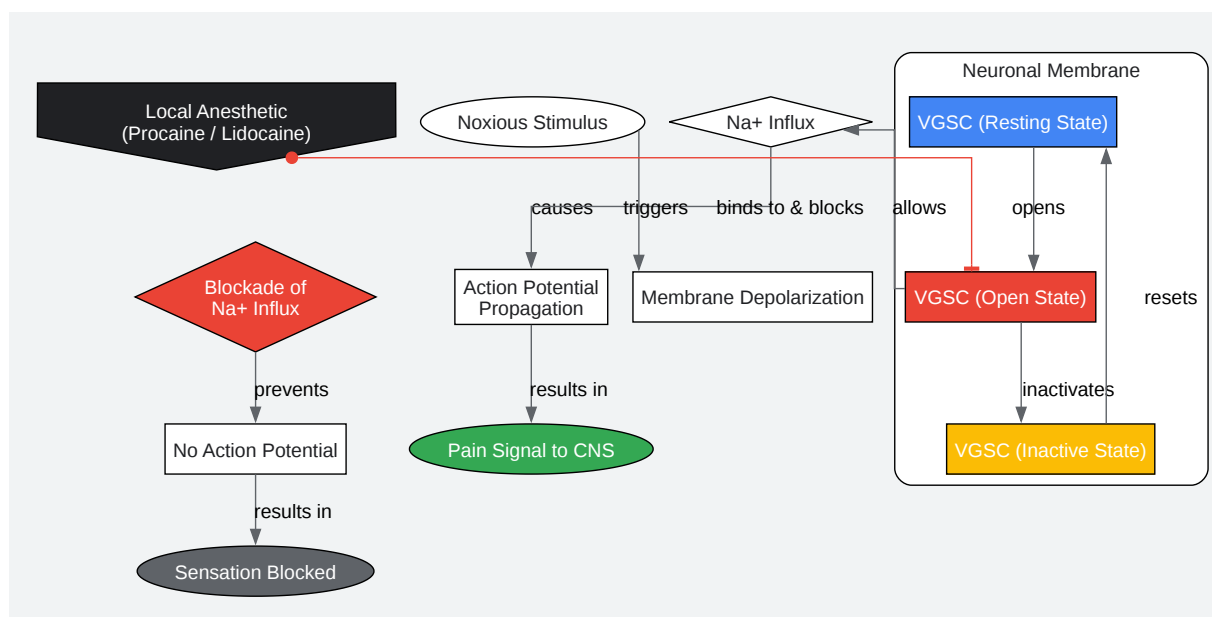 Neuronal Membrane
Local Anesthetic
(Procaine / Lidocaine)
Noxious Stimulus
Na+ Influx
VGSC (Resting State)
causes
triggers
binds to & blocks
allows
opens
Blockade of
Na+ Influx
Action Potential
Propagation
Membrane Depolarization
VGSC (Open State)
resets
prevents
results in
inactivates
No Action Potential
Pain Signal to CNS
VGSC (Inactive State)
results in
Sensation Blocked